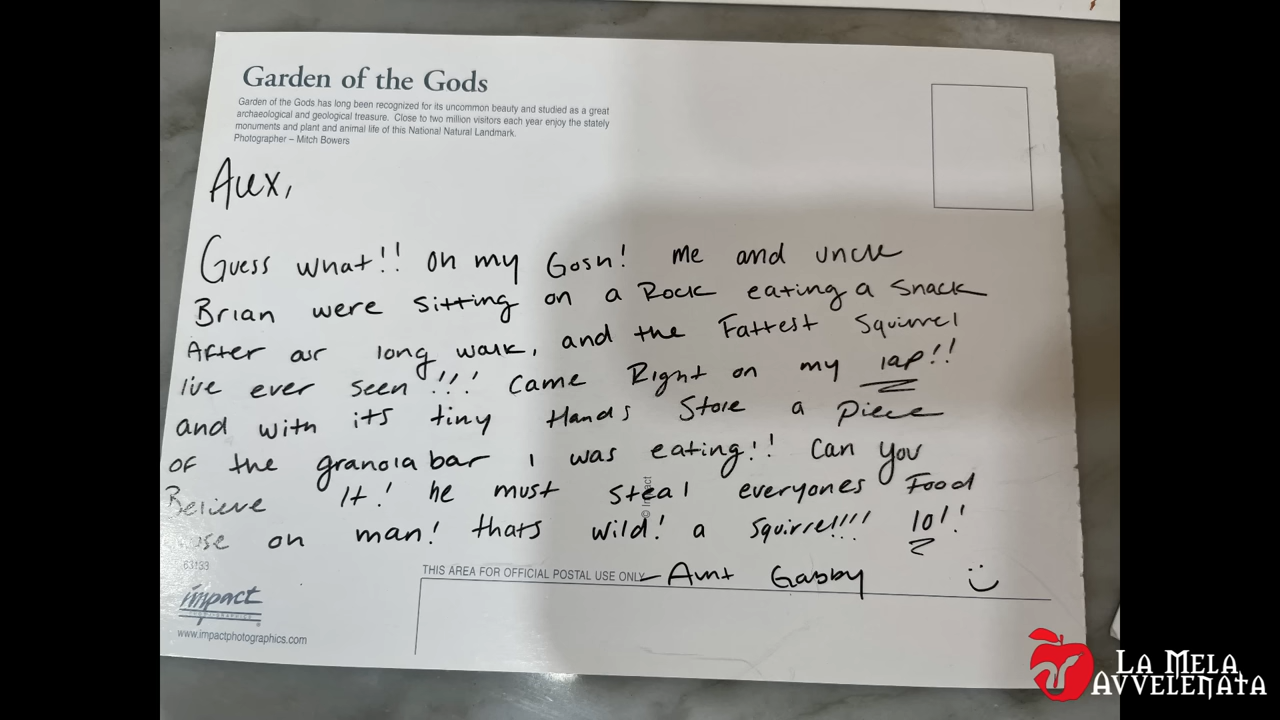 Garden of the Gods
Garden of the Gods has long been recognized for its uncommon beauty and studied as a great
archaeological and geological treasure. Close to two million visitors each year enjoy the stately
monuments and plant and animal life of this National Natural Landmark.
Photographer – Mitch Bowers
Alex,
Guess what!! Oh my Gosh! Me and uncle
Brian were sitting on a Rock eating a snack
After our long walk, and the Fattest Squirrel
I've ever seen!!! Came Right on my lap!!
and with its tiny Hands Stole a piece
of the granola bar I was eating!! Can you
Believe It! he must steal everyones Food
on man! thats wild! a squirrel!!! lol!!
© Impact
63153
THIS AREA FOR OFFICIAL POSTAL USE ONLY
- Aunt Gabby
impact
www.impactphotographics.com
LA MELA
AVVELENATA